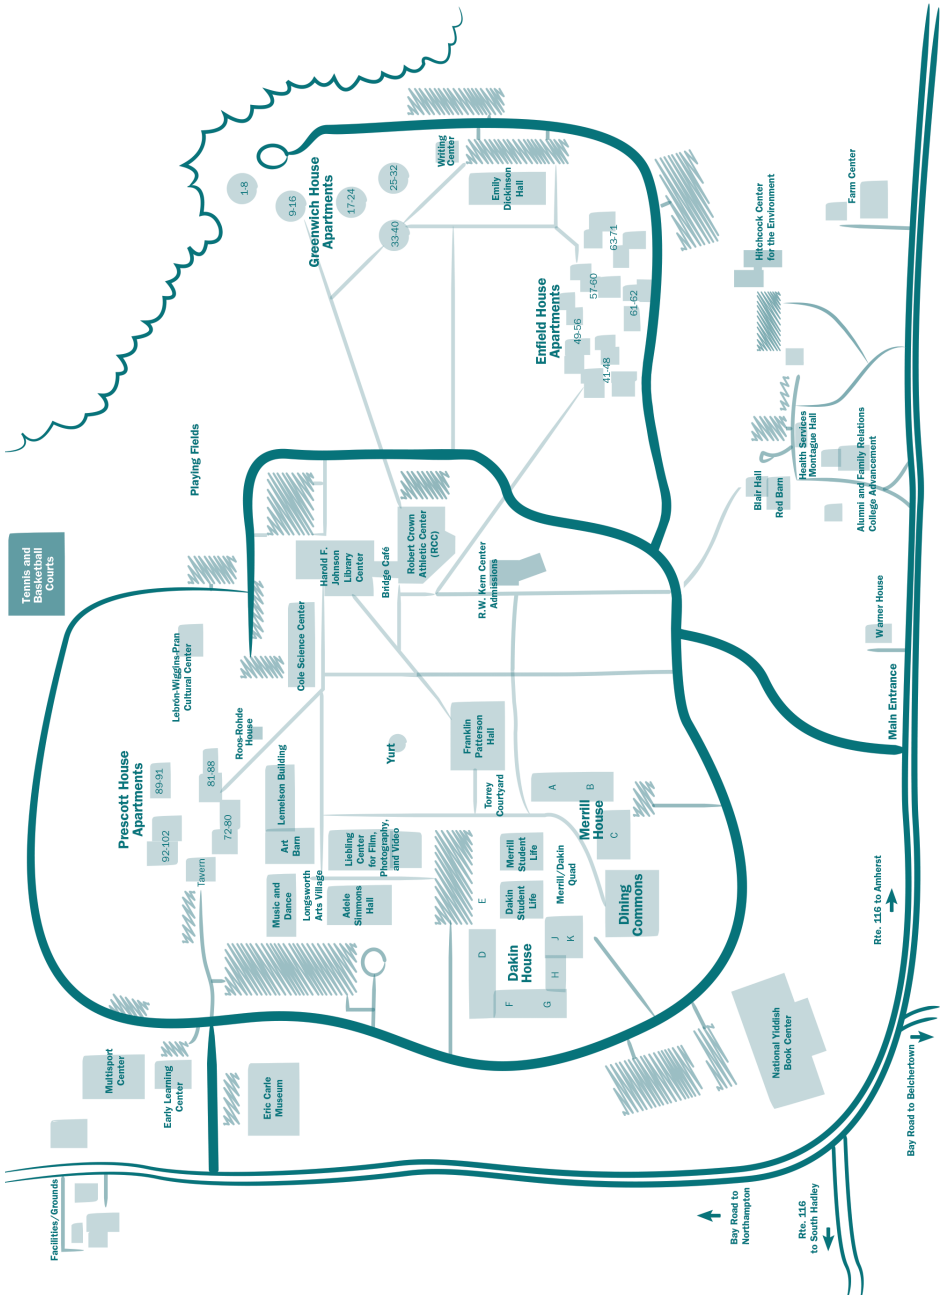 Tennis and
Basketball
Courts
Playing Fields
Greenwich House
Apartments
1-8
9-16
17-24
25-32
33-40
Writing
Center
Emily
Dickinson
Hall
Enfield House
Apartments
63-71
57-60
61-62
49-56
41-48
Hitchcock Center
for the Environment
Farm Center
Health Services
Montague Hall
Blair Hall
Red Barn
Alumni and Family Relations
College Advancement
Warner House
Main Entrance
Harold F.
Johnson
Library
Center
Bridge Café
Robert Crown
Athletic Center
(RCC)
R.W. Kern Center
Admissions
Cole Science Center
Lebrón-Wiggins-Pran
Cultural Center
Roos-Rohde
House
Prescott House
Apartments
89-91
81-88
92-102
72-80
Tavern
Lemelson Building
Art
Barn
Yurt
Franklin
Patterson
Hall
Torrey
Courtyard
Liebling
Center
for Film,
Photography,
and Video
Music and
Dance
Longsworth
Arts Village
Adele
Simmons
Hall
Merrill
House
A
B
C
Merrill
Student
Life
Dakin
Student
Life
Merrill/Dakin
Quad
Dining
Commons
Dakin
House
D
E
F
G
H
J
K
National Yiddish
Book Center
Multisport
Center
Early Learning
Center
Eric Carle
Museum
Facilities/Grounds
Rte. 116 to Amherst
Bay Road to Belchertown
Bay Road to
Northampton
Rte. 116
to South Hadley